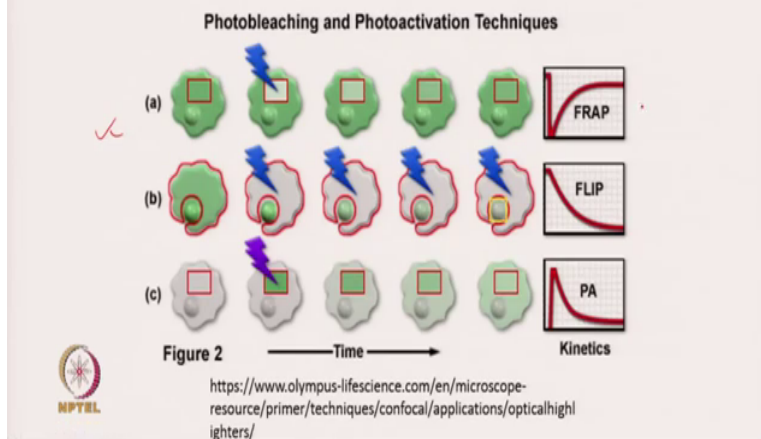 Photobleaching and Photoactivation Techniques
(a)
FRAP
(b)
FLIP
(c)
PA
Figure 2
Time
Kinetics
https://www.olympus-lifescience.com/en/microscope-
resource/primer/techniques/confocal/applications/opticalhighl
ighters/
NPTEL